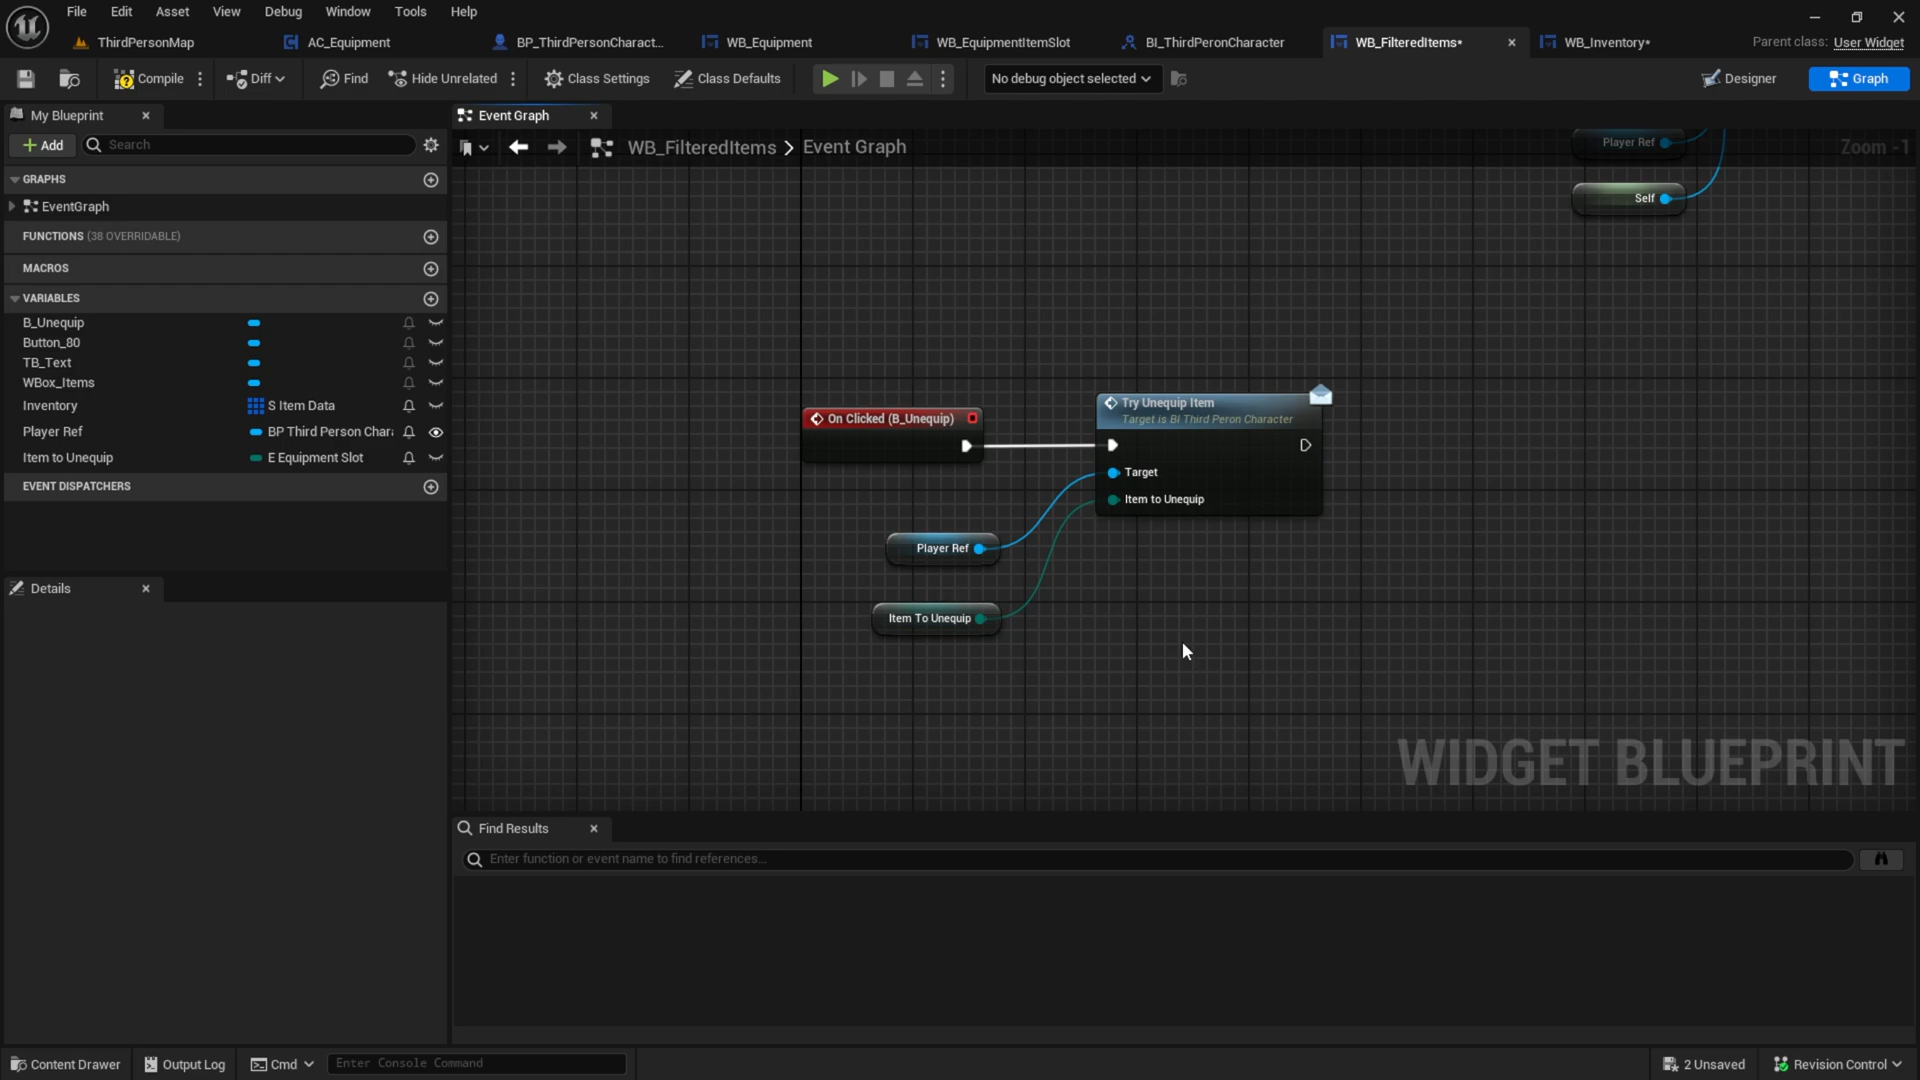 File Edit Asset View Debug Window Tools Help
ThirdPersonMap AC_Equipment BP_ThirdPersonCharact... WB_Equipment WB_EquipmentItemSlot BI_ThirdPeronCharacter WB_FilteredItems* WB_Inventory* Parent class: User Widget
Compile Diff Find Hide Unrelated Class Settings Class Defaults No debug object selected Designer Graph
My Blueprint Event Graph
Add Search WB_FilteredItems > Event Graph Zoom -1
Player Ref
Self
GRAPHS
EventGraph
FUNCTIONS (38 OVERRIDABLE)
MACROS
VARIABLES
B_Unequip
Button_80
TB_Text
WBox_Items
Inventory S Item Data
Player Ref BP Third Person Chara
Item to Unequip E Equipment Slot
EVENT DISPATCHERS
Details
On Clicked (B_Unequip)
Try Unequip Item
Target is BI Third Peron Character
Target
Item to Unequip
Player Ref
Item To Unequip
WIDGET BLUEPRINT
Find Results
Enter function or event name to find references...
Content Drawer Output Log Cmd Enter Console Command 2 Unsaved Revision Control